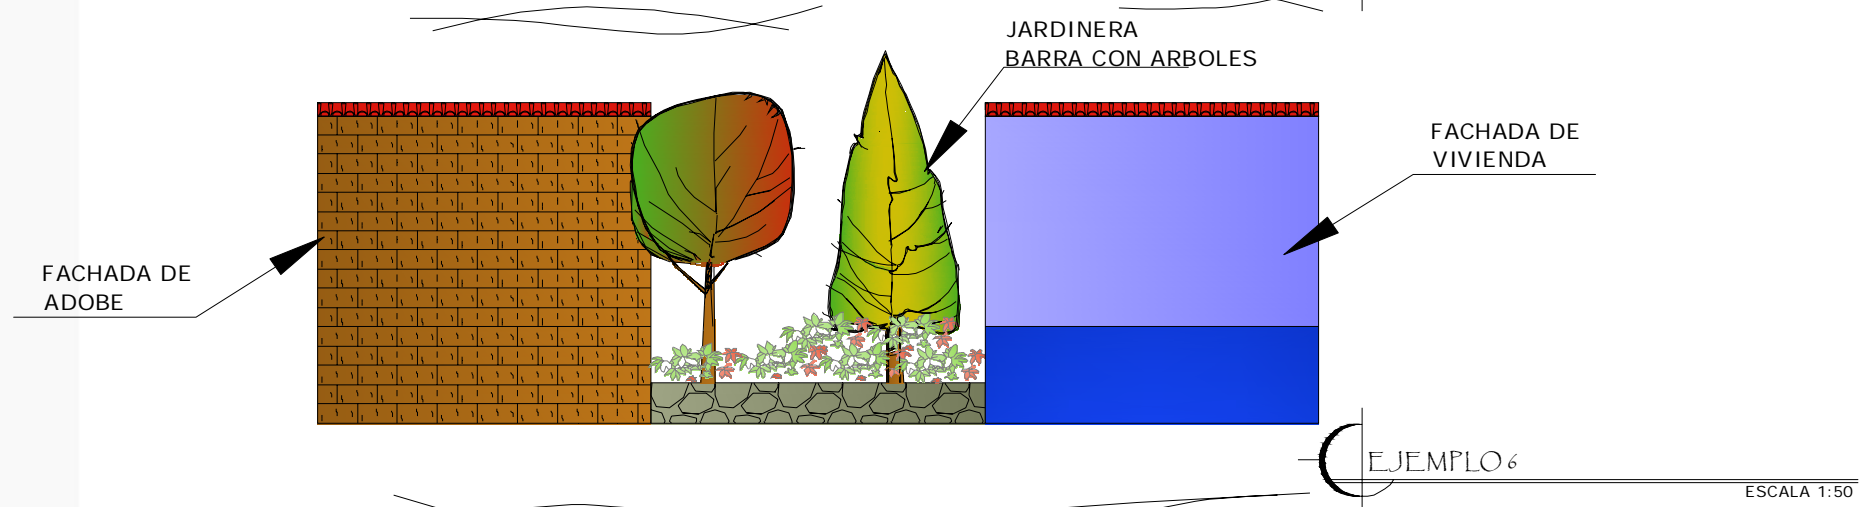 JARDINERA
BARRA CON ARBOLES
FACHADA DE
VIVIENDA
FACHADA DE
ADOBE
EJEMPLO 6
ESCALA 1:50